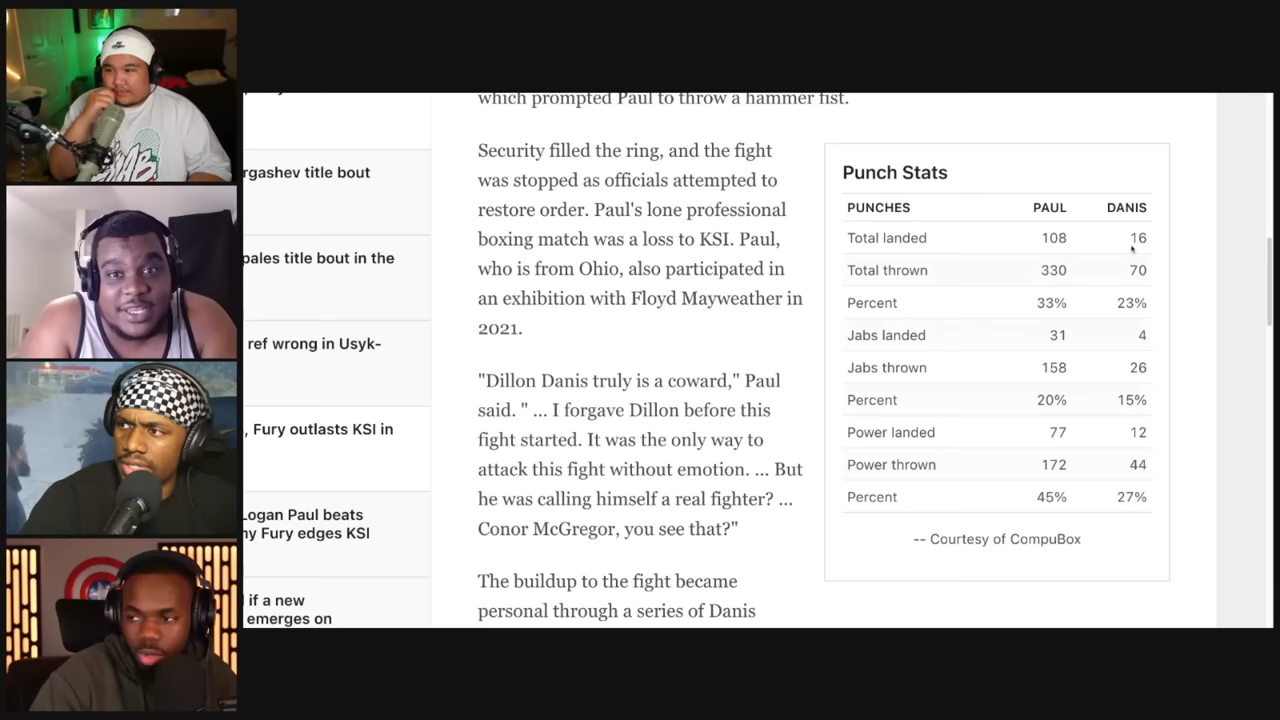 which prompted Paul to throw a hammer fist.
rgashev title bout
pales title bout in the
ref wrong in Usyk-
, Fury outlasts KSI in
Logan Paul beats
ny Fury edges KSI
if a new
emerges on
Security filled the ring, and the fight
was stopped as officials attempted to
restore order. Paul's lone professional
boxing match was a loss to KSI. Paul,
who is from Ohio, also participated in
an exhibition with Floyd Mayweather in
2021.
"Dillon Danis truly is a coward," Paul
said. " ... I forgave Dillon before this
fight started. It was the only way to
attack this fight without emotion. ... But
he was calling himself a real fighter? ...
Conor McGregor, you see that?"
The buildup to the fight became
personal through a series of Danis
Punch Stats
PUNCHES PAUL DANIS
Total landed 108 16
Total thrown 330 70
Percent 33% 23%
Jabs landed 31 4
Jabs thrown 158 26
Percent 20% 15%
Power landed 77 12
Power thrown 172 44
Percent 45% 27%
-- Courtesy of CompuBox